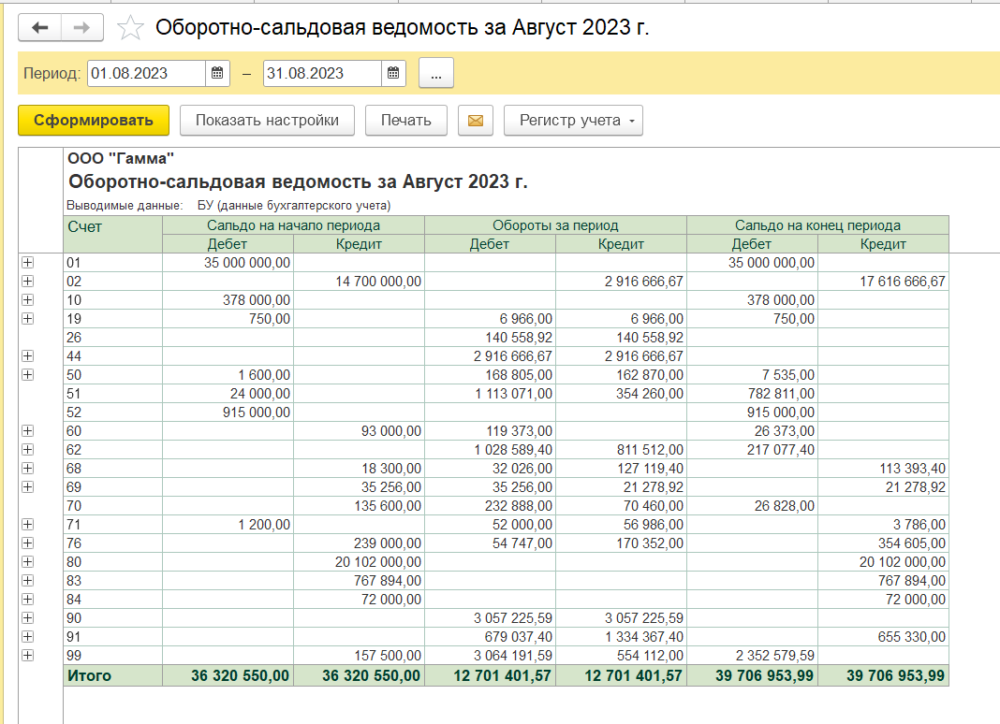 Оборотно-сальдовая ведомость за Август 2023 г.
Период: 01.08.2023 – 31.08.2023 ...
Сформировать Показать настройки Печать Регистр учета
ООО "Гамма"
Оборотно-сальдовая ведомость за Август 2023 г.
Выводимые данные: БУ (данные бухгалтерского учета)
Счет Сальдо на начало периода Обороты за период Сальдо на конец периода
Дебет Кредит Дебет Кредит Дебет Кредит
01 35 000 000,00 35 000 000,00
02 14 700 000,00 2 916 666,67 17 616 666,67
10 378 000,00 378 000,00
19 750,00 6 966,00 6 966,00 750,00
26 140 558,92 140 558,92
44 2 916 666,67 2 916 666,67
50 1 600,00 168 805,00 162 870,00 7 535,00
51 24 000,00 1 113 071,00 354 260,00 782 811,00
52 915 000,00 915 000,00
60 93 000,00 119 373,00 26 373,00
62 1 028 589,40 811 512,00 217 077,40
68 18 300,00 32 026,00 127 119,40 113 393,40
69 35 256,00 35 256,00 21 278,92 21 278,92
70 135 600,00 232 888,00 70 460,00 26 828,00
71 1 200,00 52 000,00 56 986,00 3 786,00
76 239 000,00 54 747,00 170 352,00 354 605,00
80 20 102 000,00 20 102 000,00
83 767 894,00 767 894,00
84 72 000,00 72 000,00
90 3 057 225,59 3 057 225,59
91 679 037,40 1 334 367,40 655 330,00
99 157 500,00 3 064 191,59 554 112,00 2 352 579,59
Итого 36 320 550,00 36 320 550,00 12 701 401,57 12 701 401,57 39 706 953,99 39 706 953,99